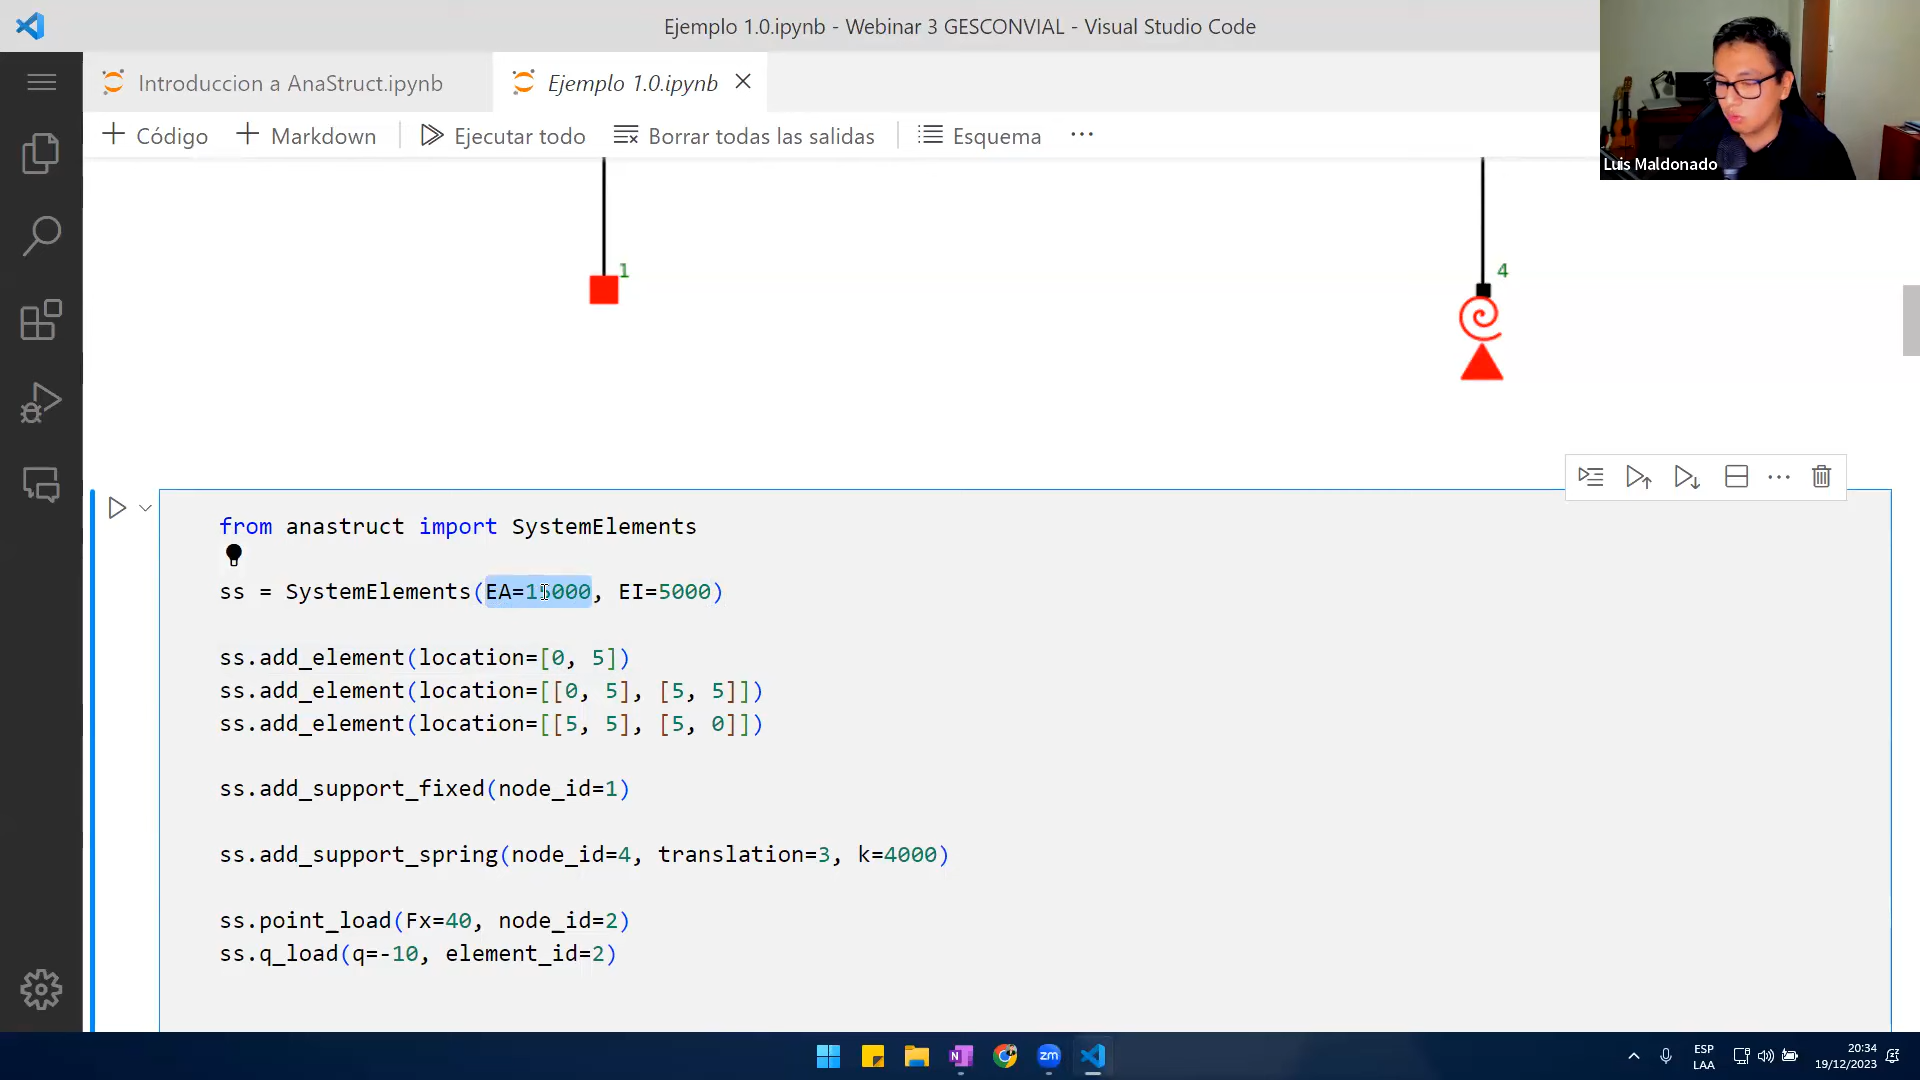 Ejemplo 1.0.ipynb - Webinar 3 GESCONVIAL - Visual Studio Code
Introduccion a AnaStruct.ipynb
Ejemplo 1.0.ipynb
Código
Markdown
Ejecutar todo
Borrar todas las salidas
Esquema
Luis Maldonado
1
4
from anastruct import SystemElements
ss = SystemElements(EA=15000, EI=5000)
ss.add_element(location=[0, 5])
ss.add_element(location=[[0, 5], [5, 5]])
ss.add_element(location=[[5, 5], [5, 0]])
ss.add_support_fixed(node_id=1)
ss.add_support_spring(node_id=4, translation=3, k=4000)
ss.point_load(Fx=40, node_id=2)
ss.q_load(q=-10, element_id=2)
zm
N
ESP
LAA
20:34
19/12/2023